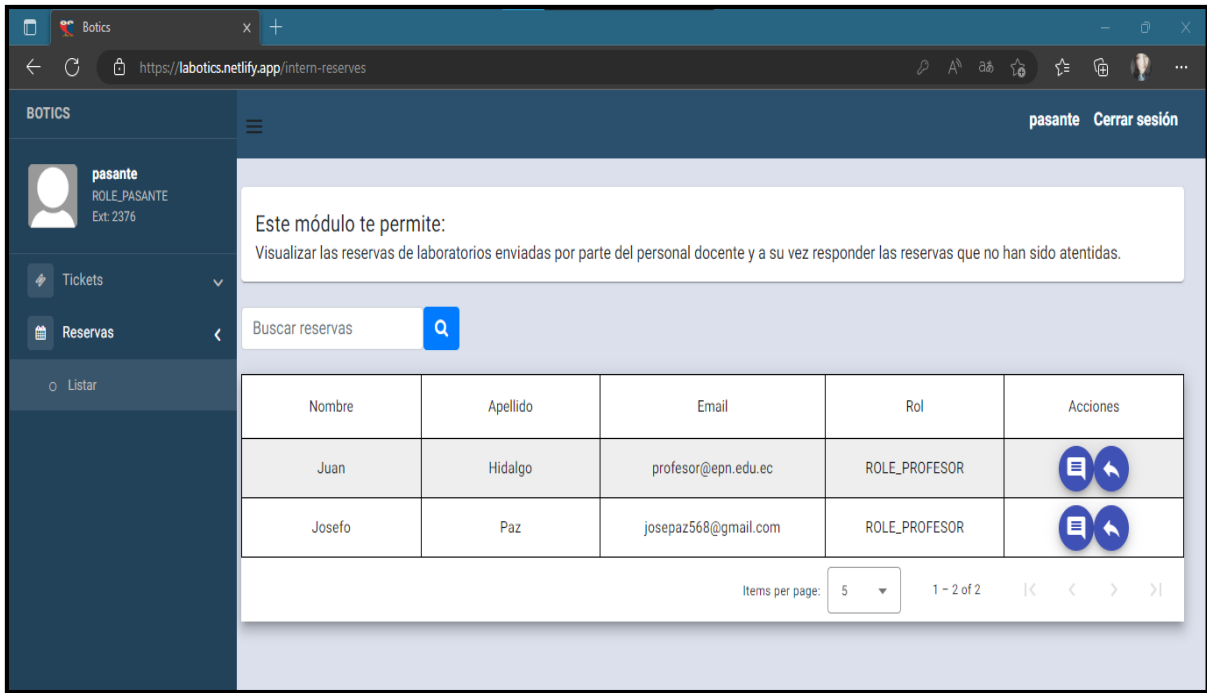 Botics
https://labotics.netlify.app/intern-reserves
BOTICS
pasante Cerrar sesión
pasante
ROLE_PASANTE
Ext: 2376
Tickets
Reservas
Listar
Este módulo te permite:
Visualizar las reservas de laboratorios enviadas por parte del personal docente y a su vez responder las reservas que no han sido atentidas.
Buscar reservas
Nombre Apellido Email Rol Acciones
Juan Hidalgo profesor@epn.edu.ec ROLE_PROFESOR
Josefo Paz josepaz568@gmail.com ROLE_PROFESOR
Items per page: 5 1 – 2 of 2